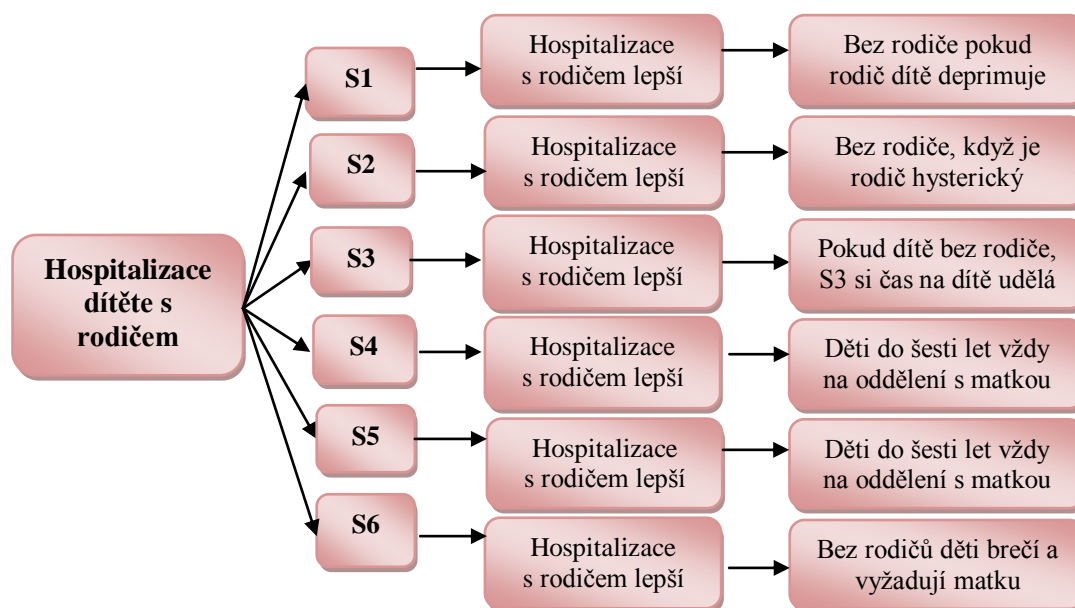 Hospitalizace
dítěte s
rodičem
S1
Hospitalizace
s rodičem lepší
Bez rodiče pokud
rodič dítě deprimuje
S2
Hospitalizace
s rodičem lepší
Bez rodiče, když je
rodič hysterický
S3
Hospitalizace
s rodičem lepší
Pokud dítě bez rodiče,
S3 si čas na dítě udělá
S4
Hospitalizace
s rodičem lepší
Děti do šesti let vždy
na oddělení s matkou
S5
Hospitalizace
s rodičem lepší
Děti do šesti let vždy
na oddělení s matkou
S6
Hospitalizace
s rodičem lepší
Bez rodičů děti brečí a
vyžadují matku